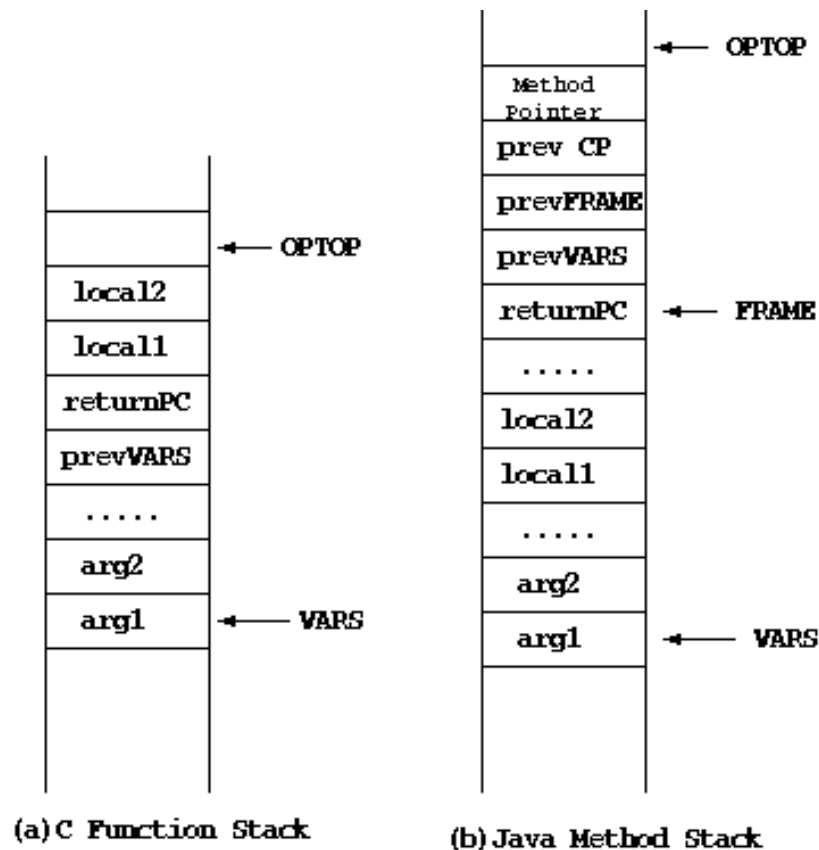 OPTOP
local2
local1
returnPC
prevVARS
.....
arg2
arg1
VARS
(a)C Function Stack
OPTOP
Method
Pointer
prev CP
prevFRAME
prevVARS
returnPC
FRAME
.....
local2
local1
.....
arg2
arg1
VARS
(b)Java Method Stack